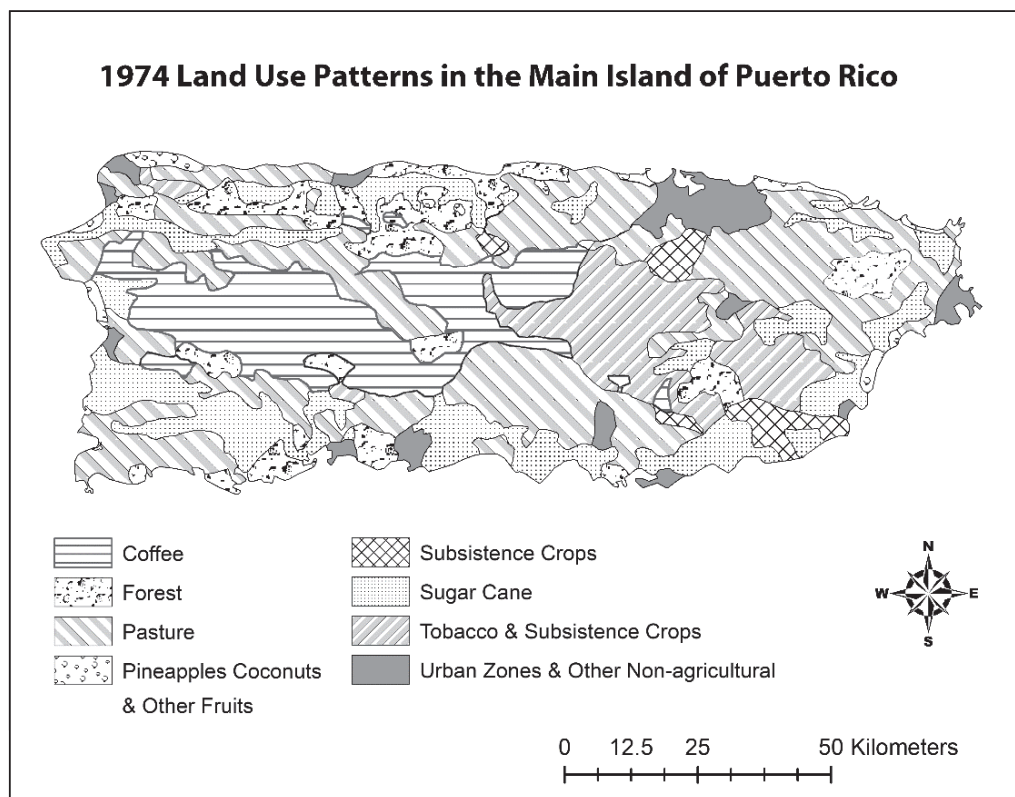 1974 Land Use Patterns in the Main Island of Puerto Rico
Coffee
Forest
Pasture
Pineapples Coconuts
& Other Fruits
Subsistence Crops
Sugar Cane
Tobacco & Subsistence Crops
Urban Zones & Other Non-agricultural
N
W E
S
0 12.5 25 50 Kilometers